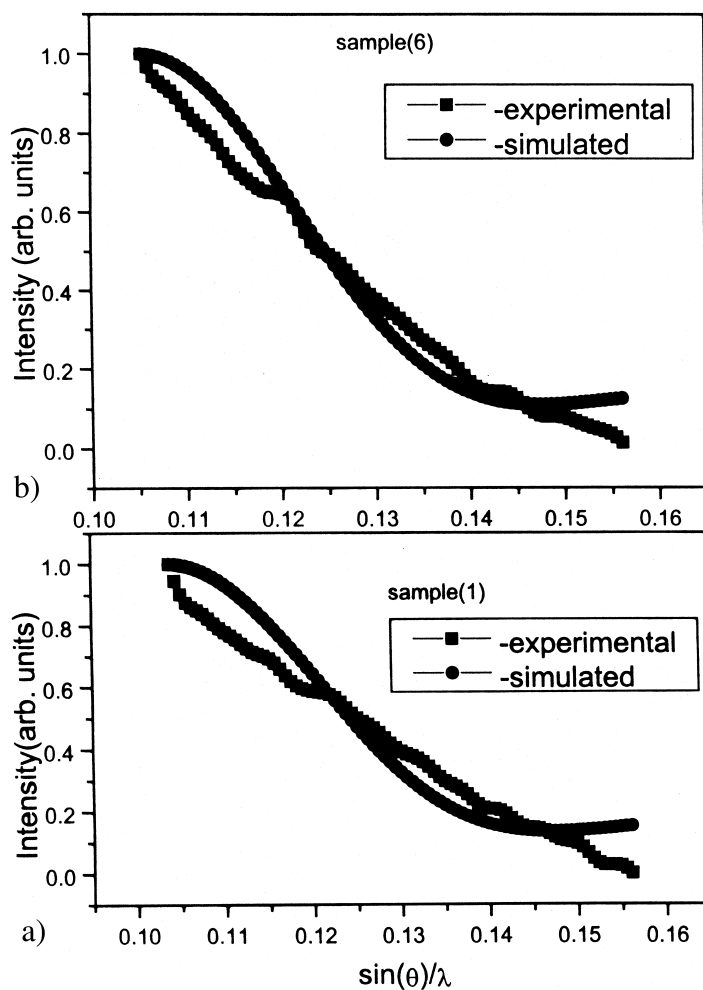 sample(6)
-experimental
-simulated
Intensity (arb. units)
1.0
0.8
0.6
0.4
0.2
0.0
b)
0.10 0.11 0.12 0.13 0.14 0.15 0.16
sample(1)
-experimental
-simulated
Intensity(arb. units)
1.0
0.8
0.6
0.4
0.2
0.0
a)
0.10 0.11 0.12 0.13 0.14 0.15 0.16
sin(θ)/λ